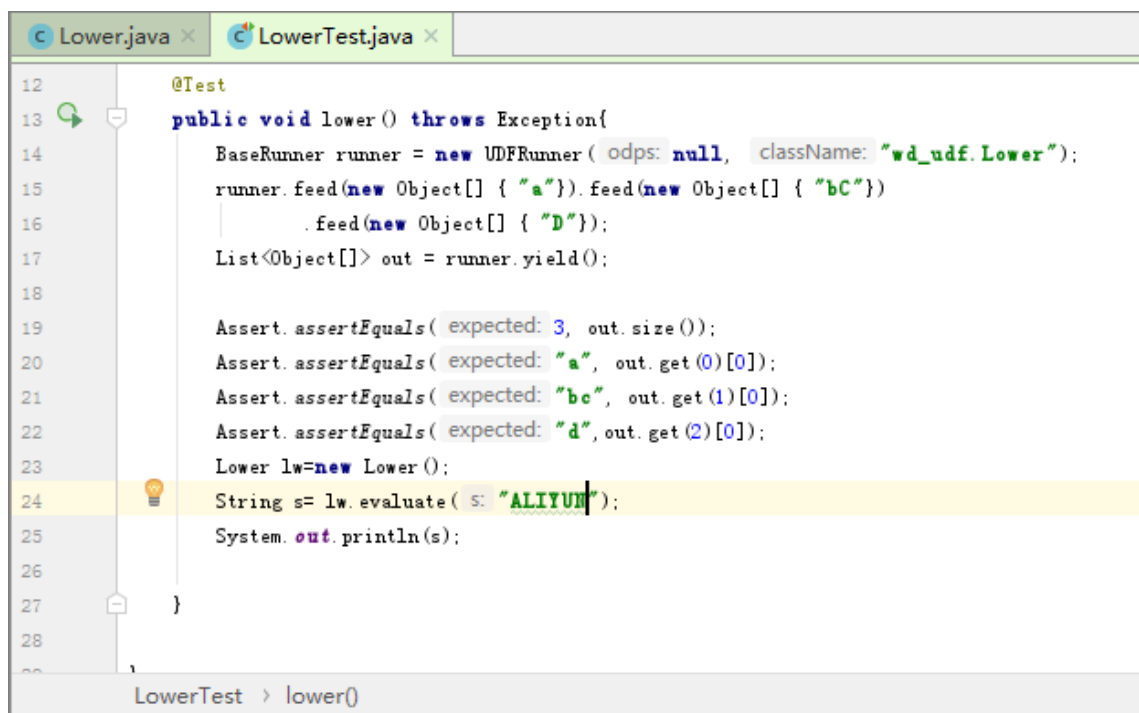 Lower.java LowerTest.java
12 @Test
13 public void lower() throws Exception{
14 BaseRunner runner = new UDFRunner( odps: null, className: "wd_udf.Lower");
15 runner.feed(new Object[] { "a"}).feed(new Object[] { "bC"})
16 .feed(new Object[] { "D"});
17 List<Object[]> out = runner.yield();
18
19 Assert.assertEquals( expected: 3, out.size());
20 Assert.assertEquals( expected: "a", out.get(0)[0]);
21 Assert.assertEquals( expected: "bc", out.get(1)[0]);
22 Assert.assertEquals( expected: "d",out.get(2)[0]);
23 Lower lw=new Lower();
24 String s= lw.evaluate( s: "ALIYUN");
25 System.out.println(s);
26
27 }
28
LowerTest > lower()